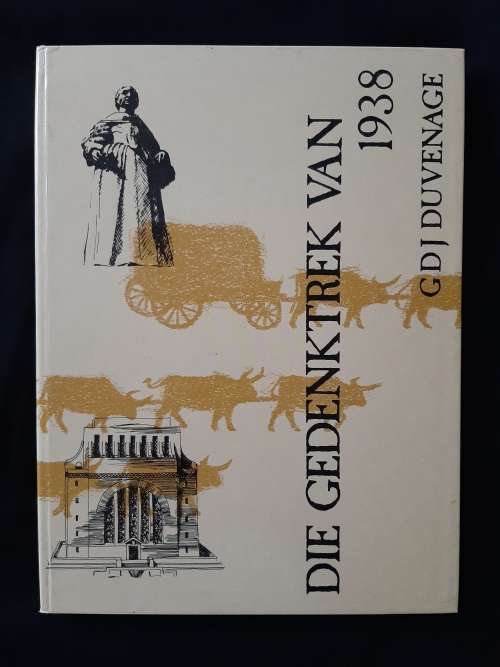 DIE GEDENKTREK VAN
1938
G D J DUVENAGE